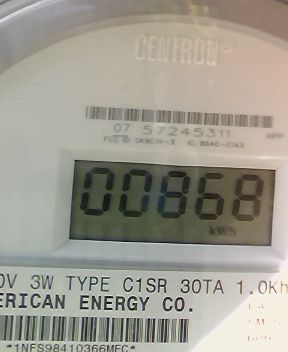 CENTRON®
07 57245311
00868
kWh
0V 3W TYPE C1SR 30TA 1.0Kh
ERICAN ENERGY CO.
*1NFS98410366MFC*